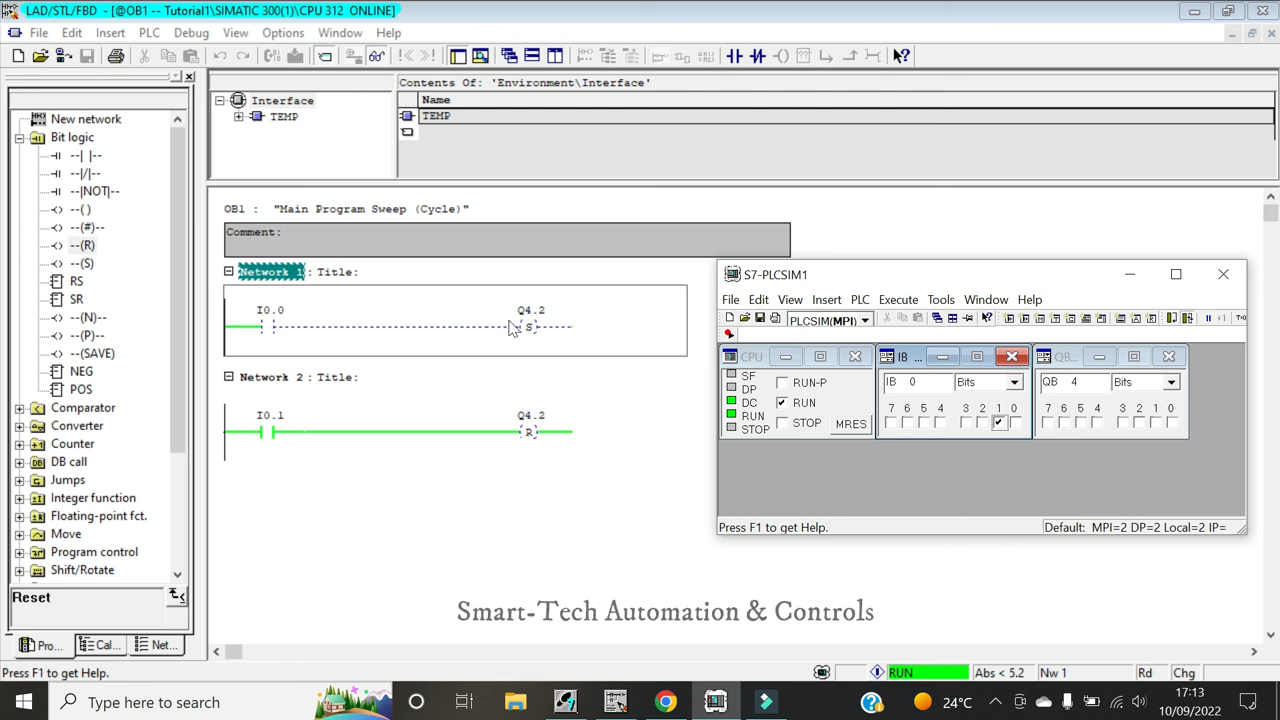 LAD/STL/FBD - [@OB1 -- Tutorial1\SIMATIC 300(1)\CPU 312 ONLINE]
File Edit Insert PLC Debug View Options Window Help
Contents Of: 'Environment\Interface'
Interface
TEMP
Name
TEMP
New network
Bit logic
--| |--
--|/|--
--|NOT|--
--( )
--(#)--
--(R)
--(S)
RS
SR
--(N)--
--(P)--
--(SAVE)
NEG
POS
Comparator
Converter
Counter
DB call
Jumps
Integer function
Floating-point fct.
Move
Program control
Shift/Rotate
Reset
Pro... Cal... Net...
OB1 : "Main Program Sweep (Cycle)"
Comment:
Network 1 : Title:
I0.0 Q4.2
S
Network 2 : Title:
I0.1 Q4.2
R
S7-PLCSIM1
File Edit View Insert PLC Execute Tools Window Help
PLCSIM(MPI)
CPU
SF
DP
DC
RUN
STOP
RUN-P
RUN
STOP
MRES
IB ...
IB 0 Bits
7 6 5 4 3 2 1 0
QB...
QB 4 Bits
7 6 5 4 3 2 1 0
Press F1 to get Help.
Default: MPI=2 DP=2 Local=2 IP=
Smart-Tech Automation & Controls
Press F1 to get Help.
RUN Abs < 5.2 Nw 1 Rd Chg
Type here to search
24°C
17:13
10/09/2022